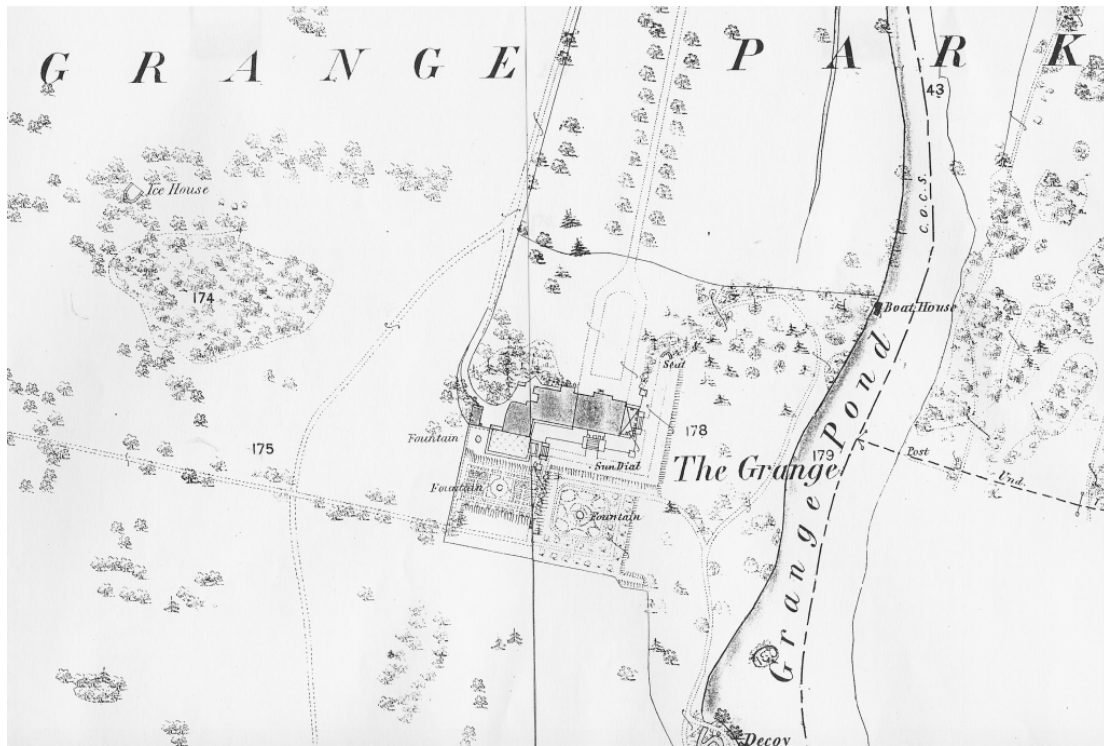 GRANGE PARK
43
C.O.C.S.
Ice House
174
Boat House
Seat
178
Fountain
175
179
Post
Sun Dial
The Grange
Und.
Fountain
Fountain
Grange Pond
Decoy